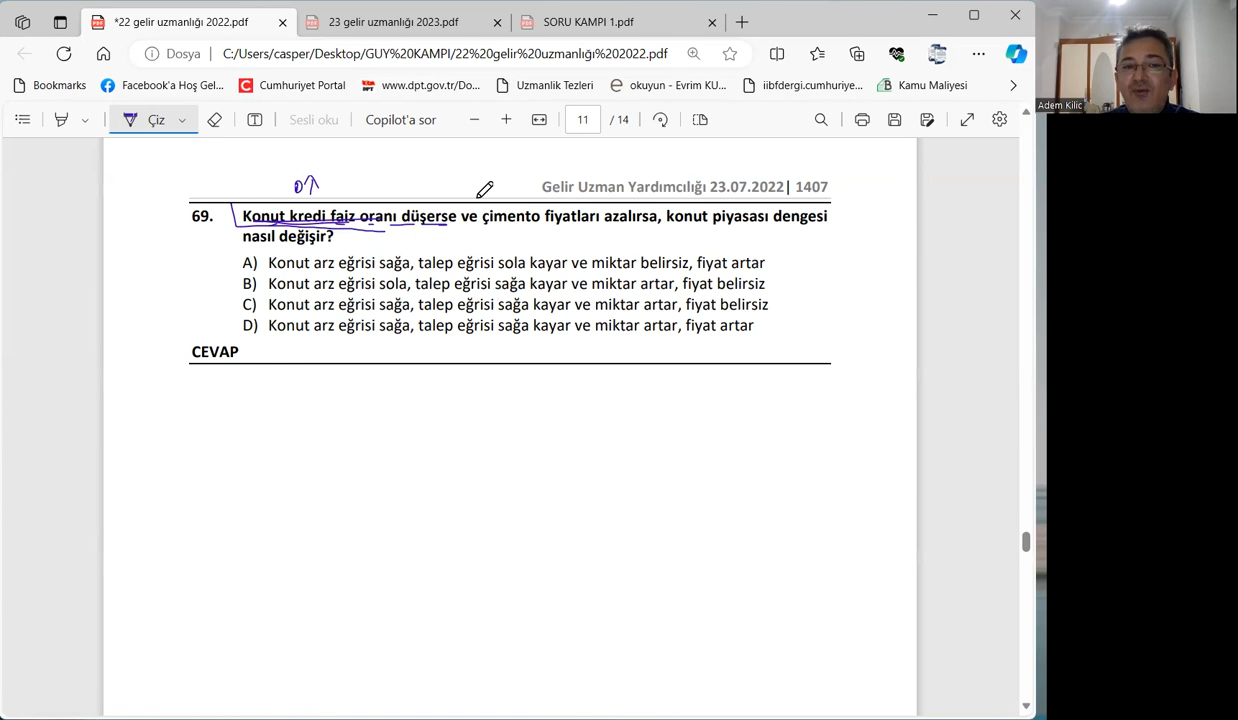 *22 gelir uzmanlığı 2022.pdf
23 gelir uzmanlığı 2023.pdf
SORU KAMPI 1.pdf
Dosya
C:/Users/casper/Desktop/GUY%20KAMPI/22%20gelir%20uzmanlığı%202022.pdf
Bookmarks
Facebook'a Hoş Gel...
Cumhuriyet Portal
www.dpt.gov.tr/Do...
Uzmanlik Tezleri
okuyun - Evrim KU...
iibfdergi.cumhuriye...
Kamu Maliyesi
Adem Kilic
Çiz
Sesli oku
Copilot'a sor
11 / 14
D↑
Gelir Uzman Yardımcılığı 23.07.2022| 1407
69. Konut kredi faiz oranı düşerse ve çimento fiyatları azalırsa, konut piyasası dengesi
nasıl değişir?
A) Konut arz eğrisi sağa, talep eğrisi sola kayar ve miktar belirsiz, fiyat artar
B) Konut arz eğrisi sola, talep eğrisi sağa kayar ve miktar artar, fiyat belirsiz
C) Konut arz eğrisi sağa, talep eğrisi sağa kayar ve miktar artar, fiyat belirsiz
D) Konut arz eğrisi sağa, talep eğrisi sağa kayar ve miktar artar, fiyat artar
CEVAP